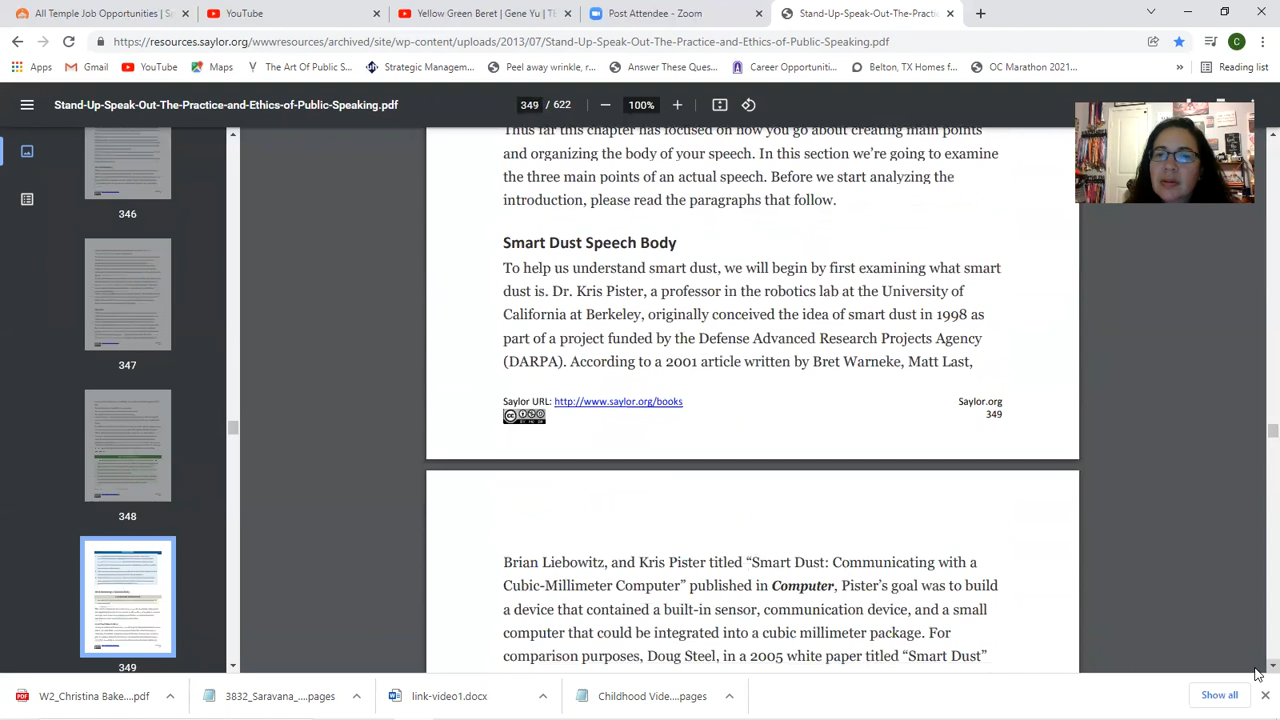 All Temple Job Opportunities | S
YouTube
Yellow Green Beret | Gene Yu | TE
Post Attendee - Zoom
Stand-Up-Speak-Out-The-Practice
https://resources.saylor.org/wwwresources/archived/site/wp-content/uploads/2013/07/Stand-Up-Speak-Out-The-Practice-and-Ethics-of-Public-Speaking.pdf
C
Apps
Gmail
YouTube
Maps
The Art Of Public S...
Strategic Managem...
Peel away wrinkle, r...
Answer These Que...
Career Opportuniti...
Belton, TX Homes f...
OC Marathon 2021...
»
Reading list
Stand-Up-Speak-Out-The-Practice-and-Ethics-of-Public-Speaking.pdf
349 / 622
100%
346
347
348
349
Thus far this chapter has focused on how you go about creating main points
and organizing the body of your speech. In this section we're going to examine
the three main points of an actual speech. Before we start analyzing the
introduction, please read the paragraphs that follow.
Smart Dust Speech Body
To help us understand smart dust, we will begin by first examining what smart
dust is. Dr. Kris Pister, a professor in the robotics lab at the University of
California at Berkeley, originally conceived the idea of smart dust in 1998 as
part of a project funded by the Defense Advanced Research Projects Agency
(DARPA). According to a 2001 article written by Bret Warneke, Matt Last,
Saylor URL: http://www.saylor.org/books
Saylor.org
349
Brian Liebowitz, and Kris Pister titled “Smart Dust: Communicating with a
Cubic-Millimeter Computer” published in Computer, Pister's goal was to build
a device that contained a built-in sensor, communication device, and a small
computer that could be integrated into a cubic millimeter package. For
comparison purposes, Doug Steel, in a 2005 white paper titled “Smart Dust”
W2_Christina Bake....pdf
3832_Saravana_....pages
link-video1.docx
Childhood Vide....pages
Show all